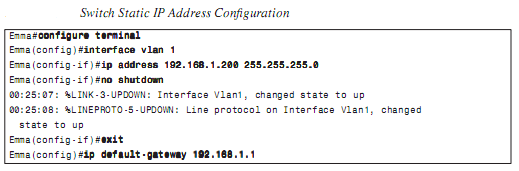 Switch Static IP Address Configuration
Emma#configure terminal
Emma(config)#interface vlan 1
Emma(config-if)#ip address 192.168.1.200 255.255.255.0
Emma(config-if)#no shutdown
00:25:07: %LINK-3-UPDOWN: Interface Vlan1, changed state to up
00:25:08: %LINEPROTO-5-UPDOWN: Line protocol on Interface Vlan1, changed
state to up
Emma(config-if)#exit
Emma(config)#ip default-gateway 192.168.1.1